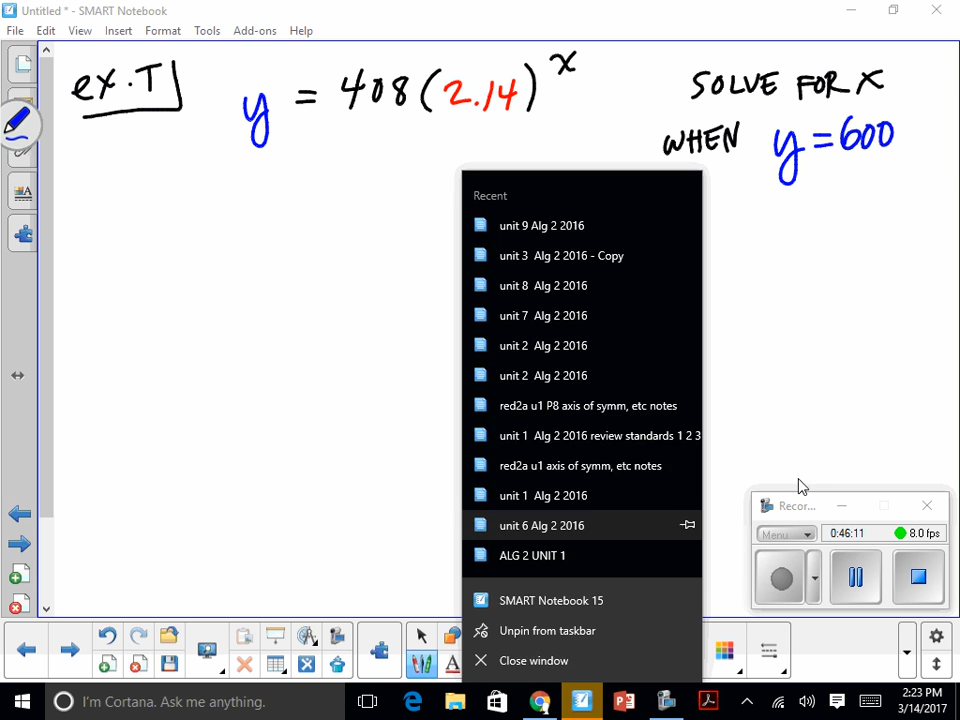 Untitled * - SMART Notebook
File Edit View Insert Format Tools Add-ons Help
ex.T
y = 408(2.14)^x
SOLVE FOR X
WHEN y=600
Recent
unit 9 Alg 2 2016
unit 3 Alg 2 2016 - Copy
unit 8 Alg 2 2016
unit 7 Alg 2 2016
unit 2 Alg 2 2016
unit 2 Alg 2 2016
red2a u1 P8 axis of symm, etc notes
unit 1 Alg 2 2016 review standards 1 2 3
red2a u1 axis of symm, etc notes
unit 1 Alg 2 2016
unit 6 Alg 2 2016
ALG 2 UNIT 1
SMART Notebook 15
Unpin from taskbar
Close window
Recor...
Menu 0:46:11 8.0 fps
I'm Cortana. Ask me anything.
2:23 PM
3/14/2017